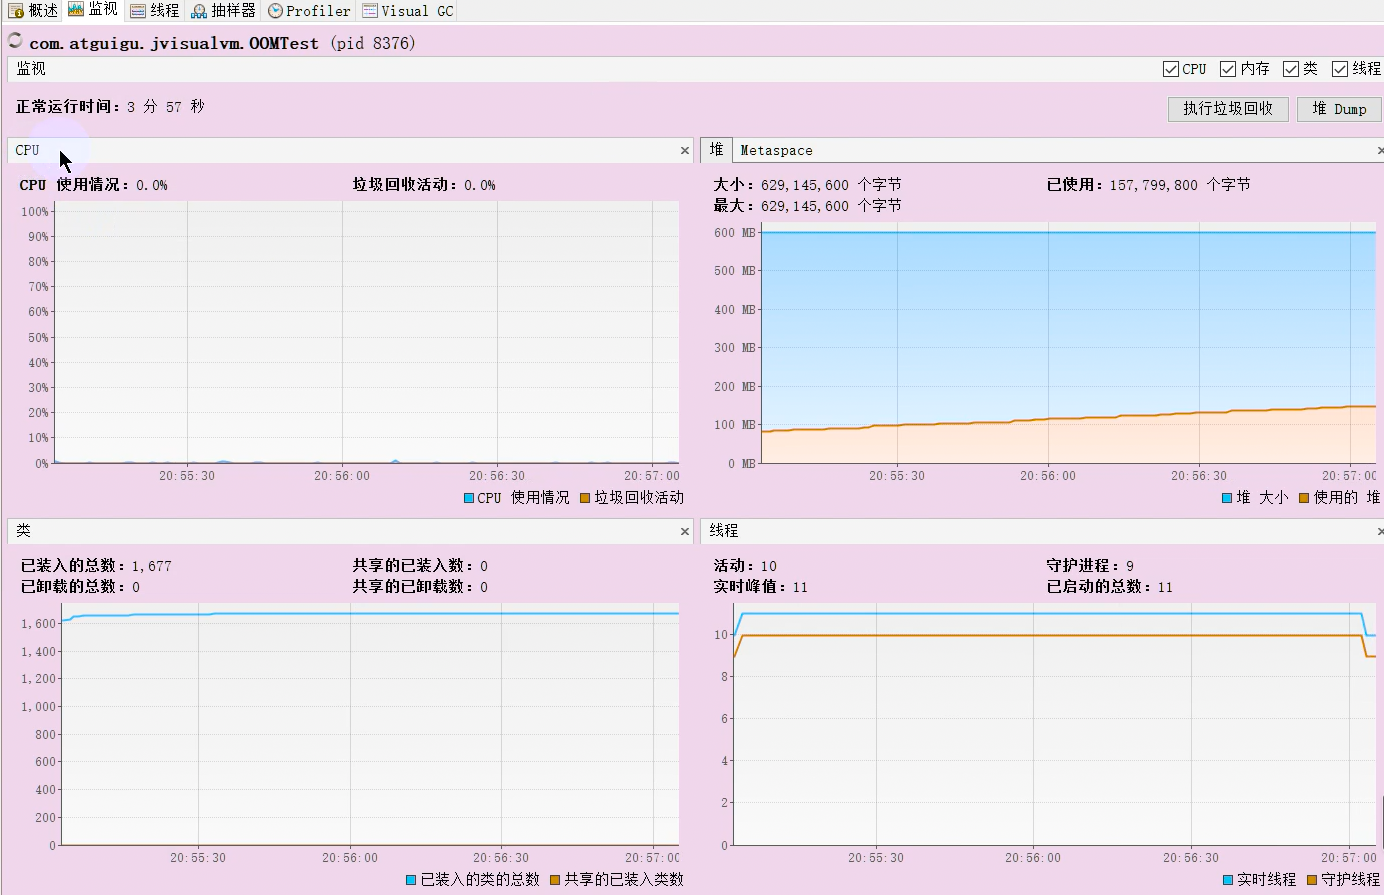 概述 监视 线程 抽样器 Profiler Visual GC
com.atguigu.jvisualvm.OOMTest (pid 8376)
监视 CPU 内存 类 线程
正常运行时间: 3 分 57 秒 执行垃圾回收 堆 Dump
CPU ×
CPU 使用情况: 0.0% 垃圾回收活动: 0.0%
100%
90%
80%
70%
60%
50%
40%
30%
20%
10%
0%
20:55:30 20:56:00 20:56:30 20:57:00
CPU 使用情况 垃圾回收活动
堆 Metaspace ×
大小: 629,145,600 个字节 已使用: 157,799,800 个字节
最大: 629,145,600 个字节
600 MB
500 MB
400 MB
300 MB
200 MB
100 MB
0 MB
20:55:30 20:56:00 20:56:30 20:57:00
堆 大小 使用的 堆
类 ×
已装入的总数: 1,677 共享的已装入数: 0
已卸载的总数: 0 共享的已卸载数: 0
1,600
1,400
1,200
1,000
800
600
400
200
0
20:55:30 20:56:00 20:56:30 20:57:00
已装入的类的总数 共享的已装入类数
线程 ×
活动: 10 守护进程: 9
实时峰值: 11 已启动的总数: 11
10
8
6
4
2
0
20:55:30 20:56:00 20:56:30 20:57:00
实时线程 守护线程